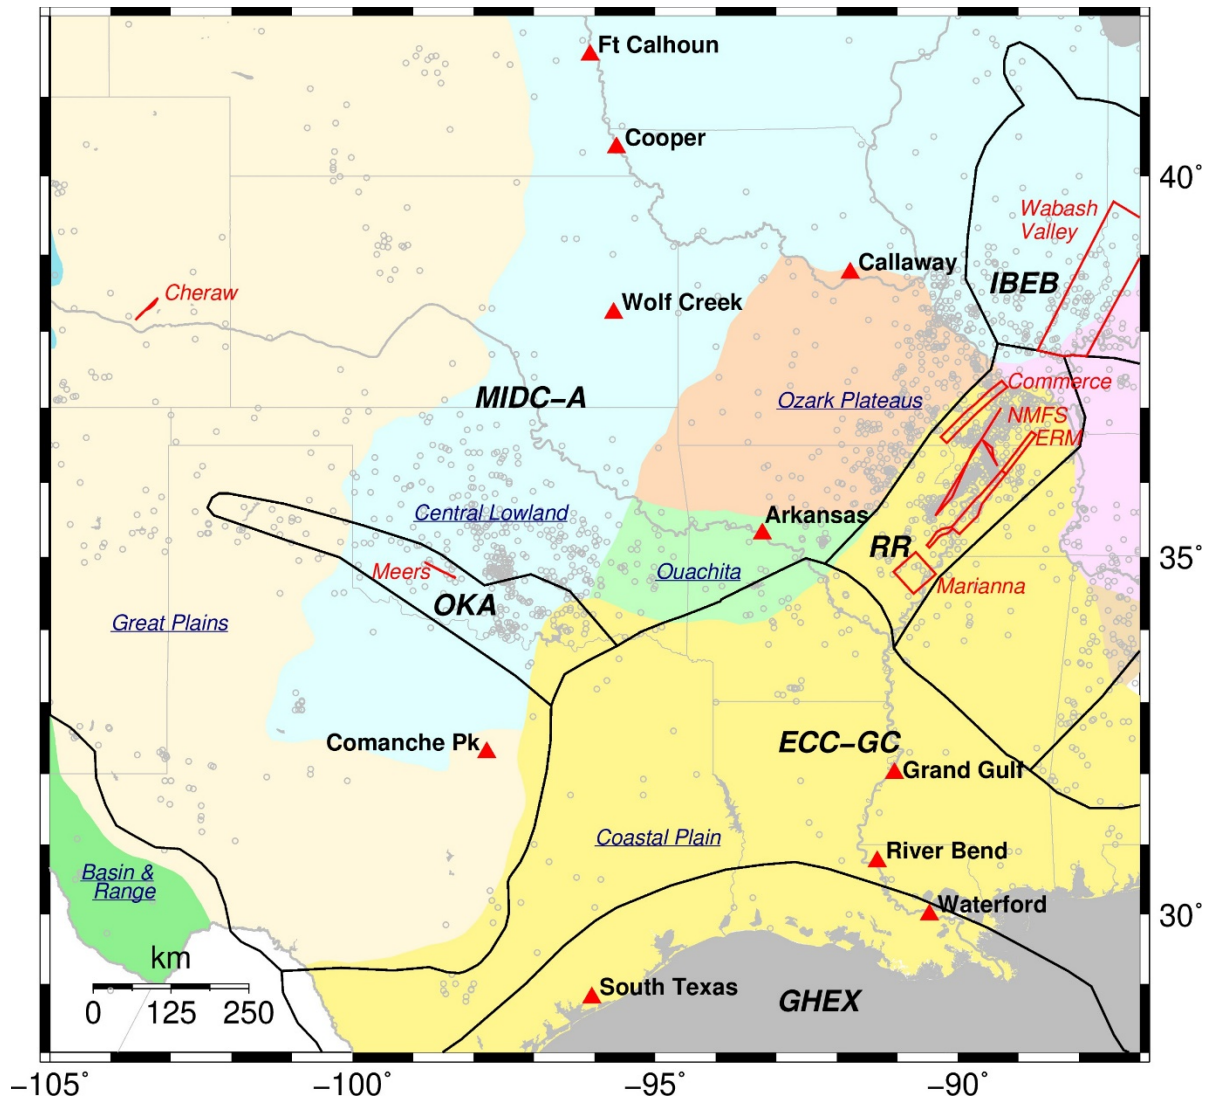 Ft Calhoun
Cooper
40°
Wabash
Valley
Callaway
IBEB
Cheraw
Wolf Creek
Commerce
MIDC-A
Ozark Plateaus
NMFS
ERM
Central Lowland
Arkansas
RR
35°
Meers
Ouachita
Marianna
OKA
Great Plains
Comanche Pk
ECC-GC
Grand Gulf
Coastal Plain
River Bend
Basin &
Range
Waterford
km
South Texas
GHEX
0 125 250
30°
-105° -100° -95° -90°